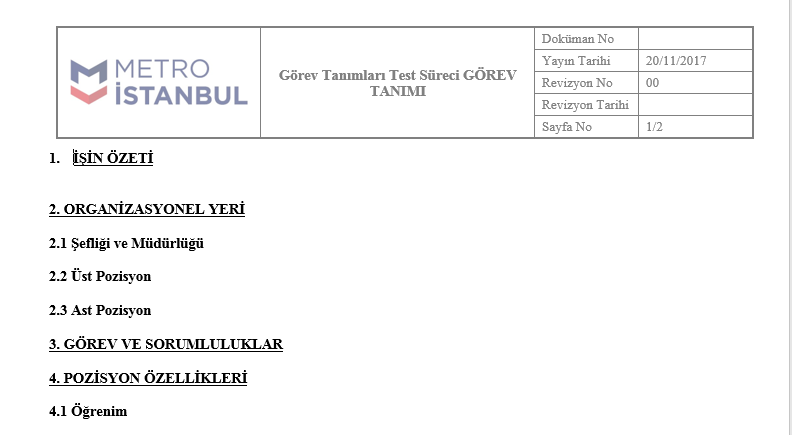 METRO
İSTANBUL
Görev Tanımları Test Süreci GÖREV
TANIMI
Doküman No
Yayın Tarihi 20/11/2017
Revizyon No 00
Revizyon Tarihi
Sayfa No 1/2
1. İŞİN ÖZETİ
2. ORGANİZASYONEL YERİ
2.1 Şefliği ve Müdürlüğü
2.2 Üst Pozisyon
2.3 Ast Pozisyon
3. GÖREV VE SORUMLULUKLAR
4. POZİSYON ÖZELLİKLERİ
4.1 Öğrenim